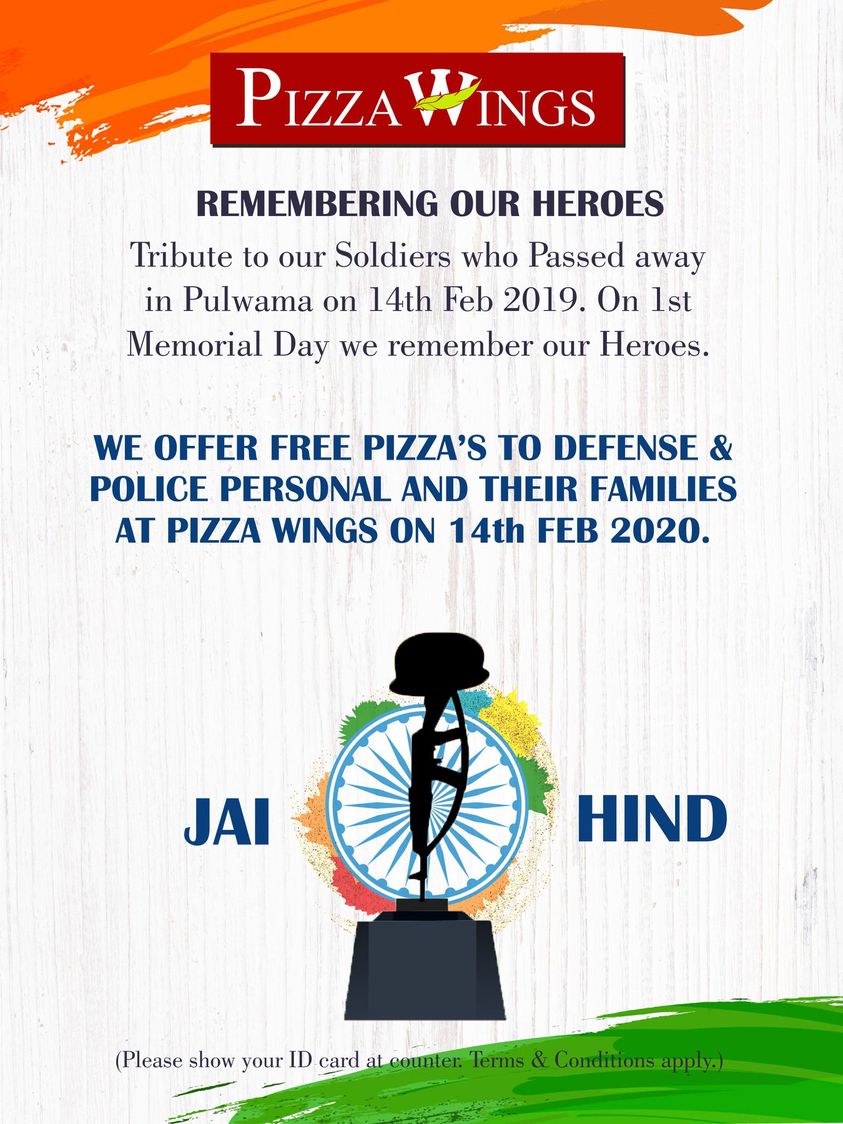 PIZZA WINGS
REMEMBERING OUR HEROES
Tribute to our Soldiers who Passed away
in Pulwama on 14th Feb 2019. On 1st
Memorial Day we remember our Heroes.
WE OFFER FREE PIZZA'S TO DEFENSE &
POLICE PERSONAL AND THEIR FAMILIES
AT PIZZA WINGS ON 14th FEB 2020.
JAI HIND
(Please show your ID card at counter. Terms & Conditions apply.)